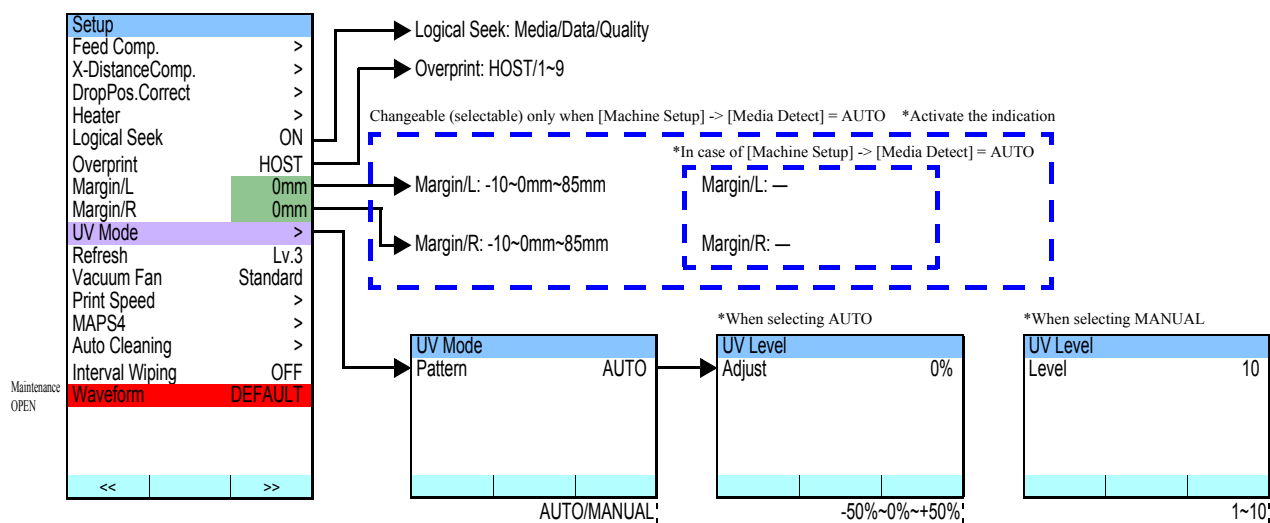 Setup
Feed Comp. >
X-DistanceComp. >
DropPos.Correct >
Heater >
Logical Seek ON
Overprint HOST
Margin/L 0mm
Margin/R 0mm
UV Mode >
Refresh Lv.3
Vacuum Fan Standard
Print Speed >
MAPS4 >
Auto Cleaning >
Interval Wiping OFF
Maintenance
OPEN
Waveform DEFAULT
<< >>
Logical Seek: Media/Data/Quality
Overprint: HOST/1~9
Changeable (selectable) only when [Machine Setup] -> [Media Detect] = AUTO *Activate the indication
*In case of [Machine Setup] -> [Media Detect] = AUTO
Margin/L: -10~0mm~85mm Margin/L: —
Margin/R: -10~0mm~85mm Margin/R: —
UV Mode
Pattern AUTO
AUTO/MANUAL
*When selecting AUTO
UV Level
Adjust 0%
-50%~0%~+50%
*When selecting MANUAL
UV Level
Level 10
1~10